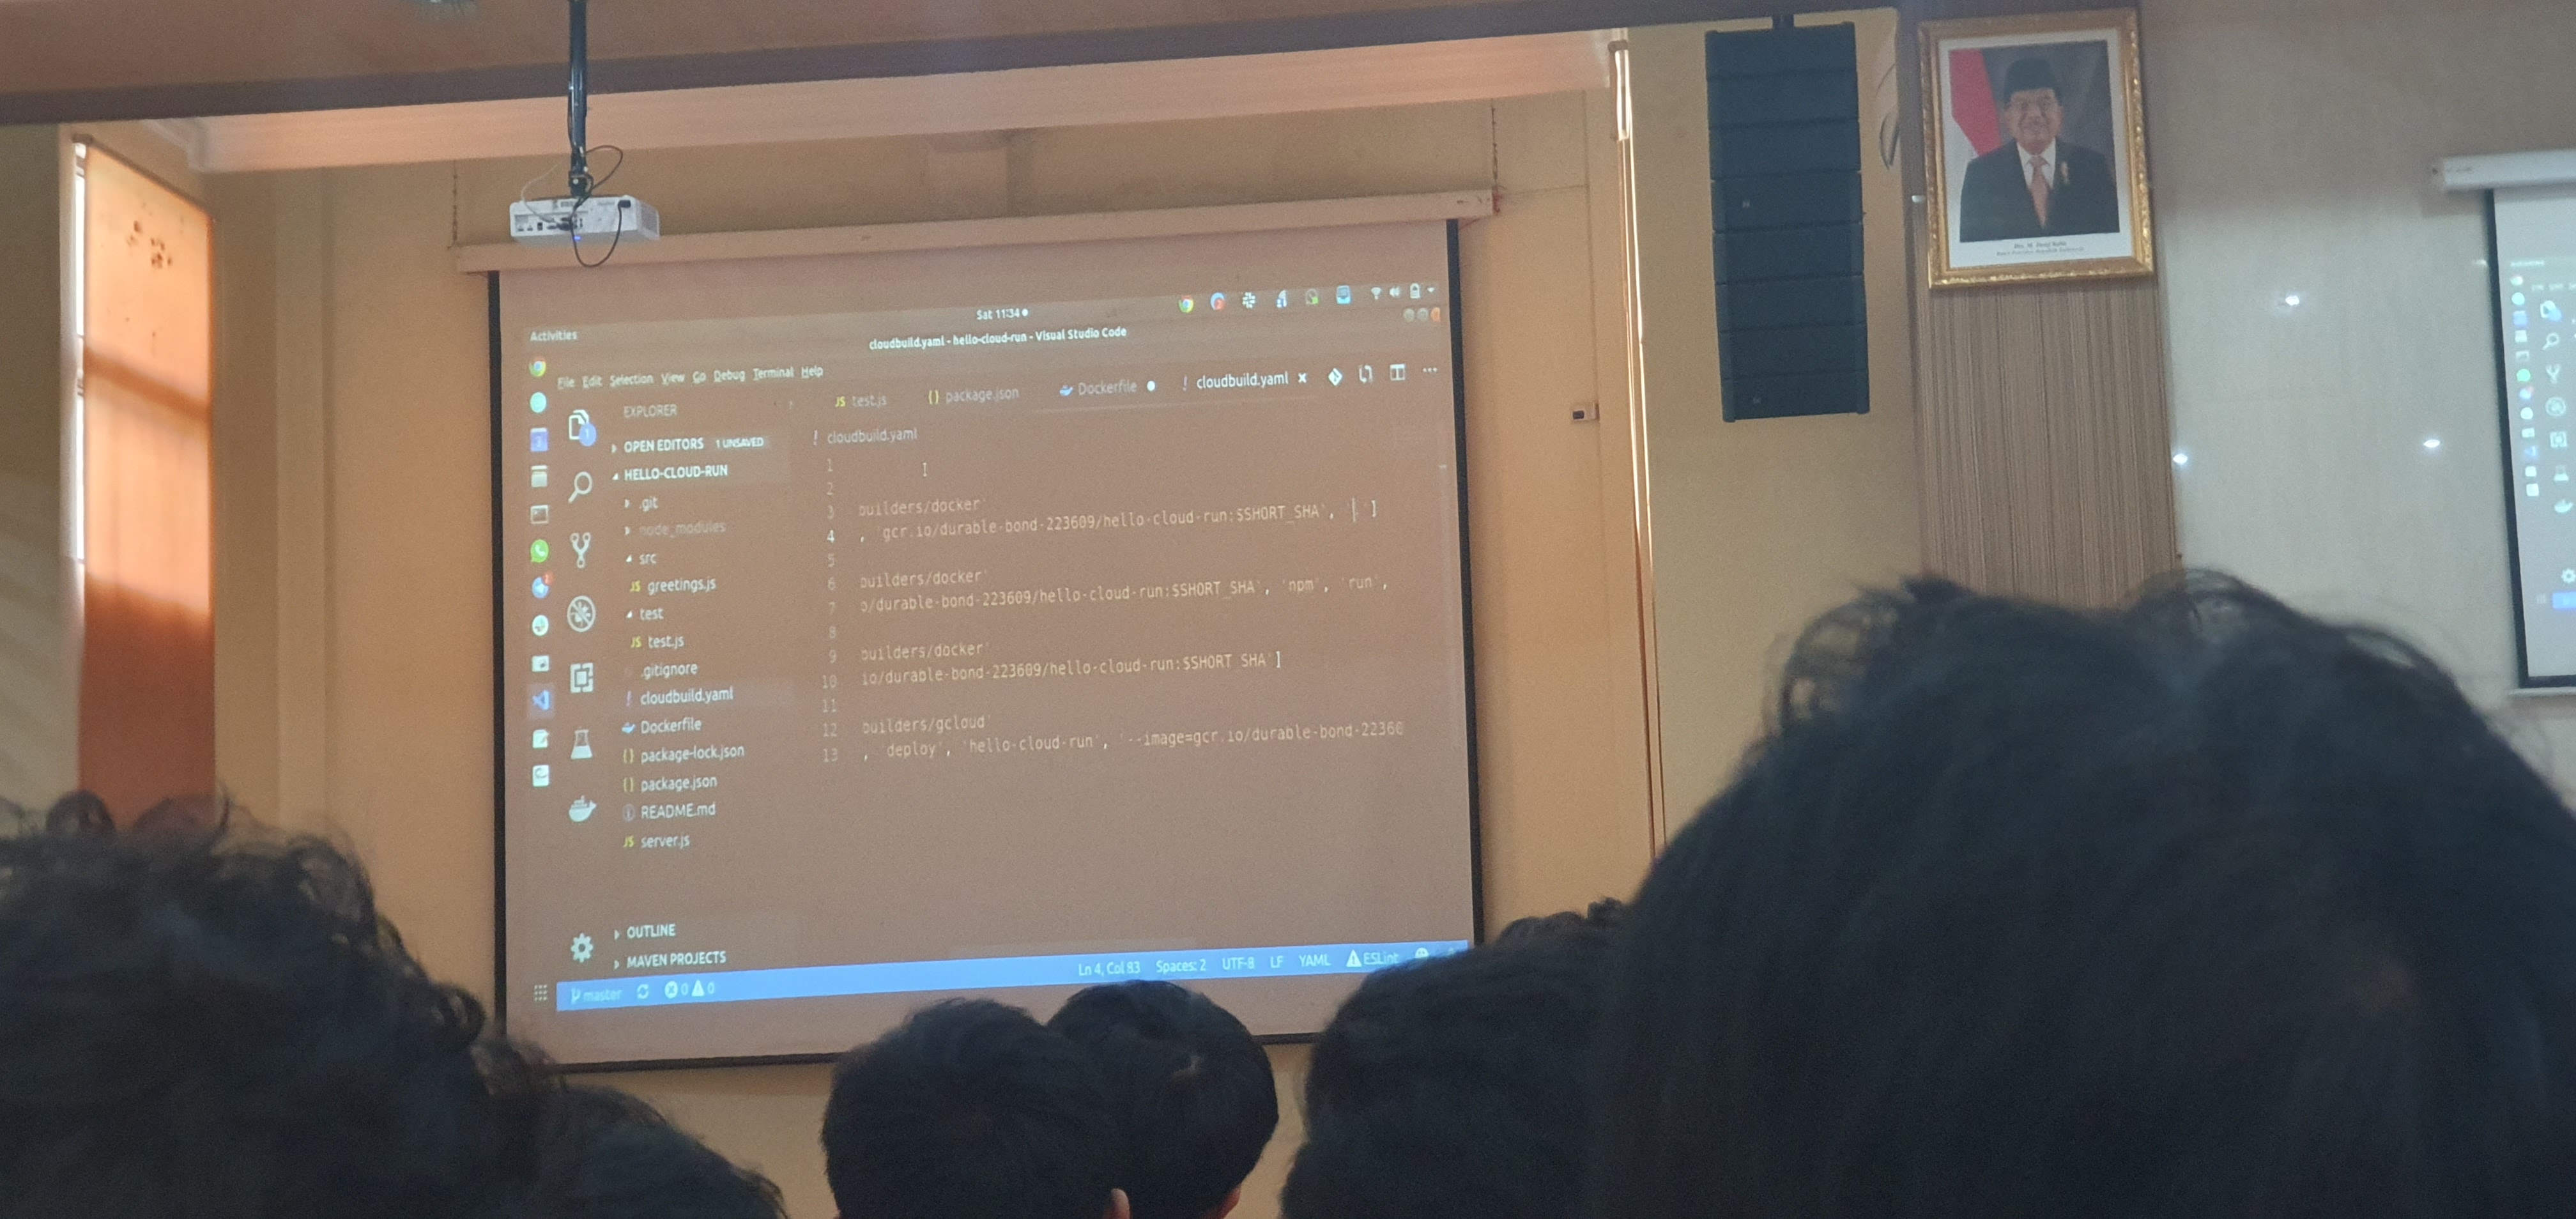 Activities
Sat 11:34
cloudbuild.yaml - hello-cloud-run - Visual Studio Code
File Edit Selection View Go Debug Terminal Help
EXPLORER
OPEN EDITORS 1 UNSAVED
HELLO-CLOUD-RUN
.git
node_modules
src
JS greetings.js
test
JS test.js
.gitignore
! cloudbuild.yaml
Dockerfile
{} package-lock.json
{} package.json
README.md
JS server.js
OUTLINE
MAVEN PROJECTS
JS test.js {} package.json Dockerfile ! cloudbuild.yaml
! cloudbuild.yaml
1
2
3 builders/docker'
4 , 'gcr.io/durable-bond-223609/hello-cloud-run:$SHORT_SHA', '.']
5
6 builders/docker'
7 o/durable-bond-223609/hello-cloud-run:$SHORT_SHA', 'npm', 'run',
8
9 builders/docker'
10 io/durable-bond-223609/hello-cloud-run:$SHORT_SHA']
11
12 builders/gcloud'
13 , 'deploy', 'hello-cloud-run', '--image=gcr.io/durable-bond-22360
master 0 0 Ln 4, Col 83 Spaces: 2 UTF-8 LF YAML ESLint